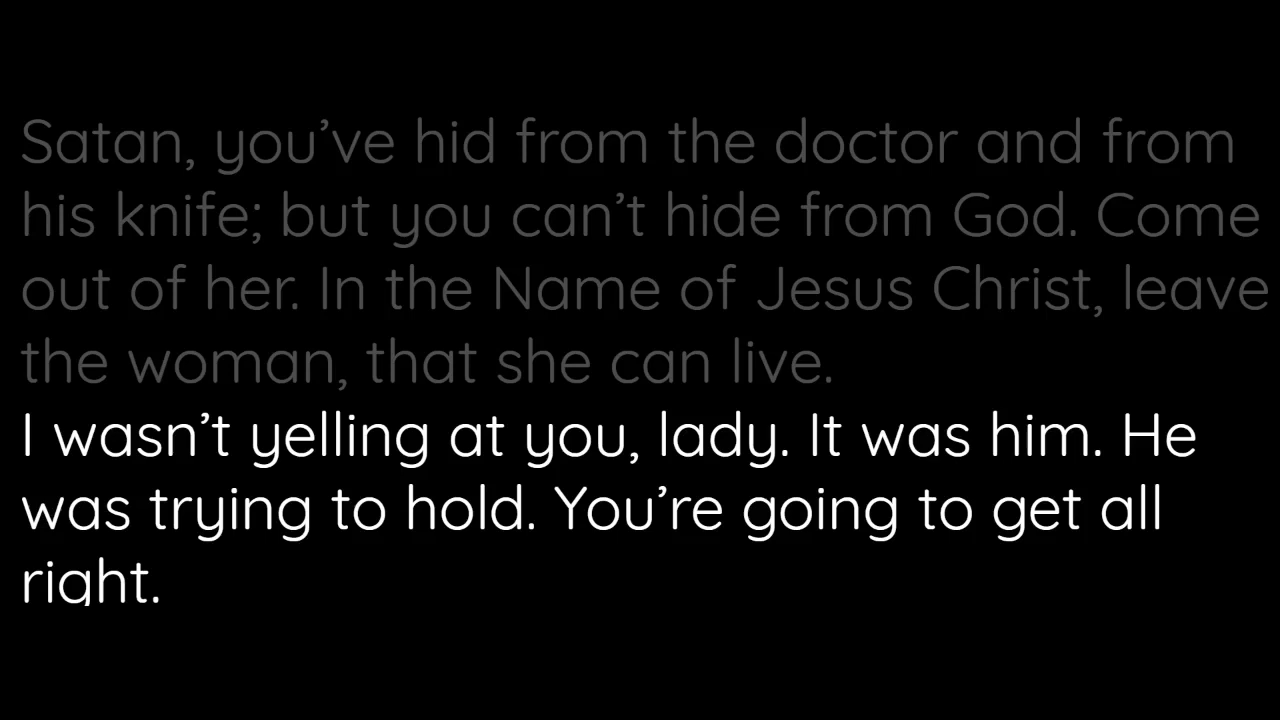 Satan, you’ve hid from the doctor and from
his knife; but you can’t hide from God. Come
out of her. In the Name of Jesus Christ, leave
the woman, that she can live.
I wasn’t yelling at you, lady. It was him. He
was trying to hold. You’re going to get all
right.